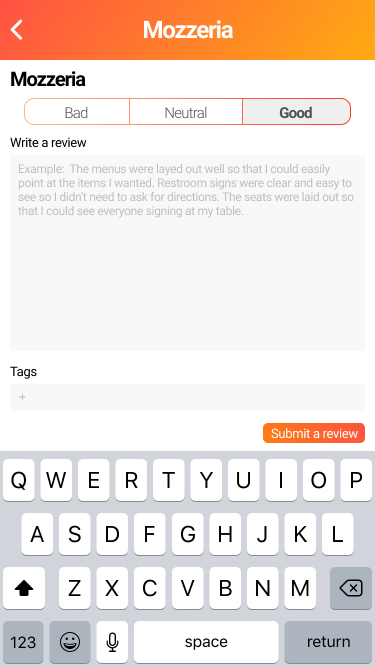 Mozzeria
Mozzeria
Bad Neutral Good
Write a review
Example: The menus were layed out well so that I could easily
point at the items I wanted. Restroom signs were clear and easy to
see so I didn't need to ask for directions. The seats were laid out so
that I could see everyone signing at my table.
Tags
+
Submit a review
Q W E R T Y U I O P
A S D F G H J K L
Z X C V B N M
123 space return